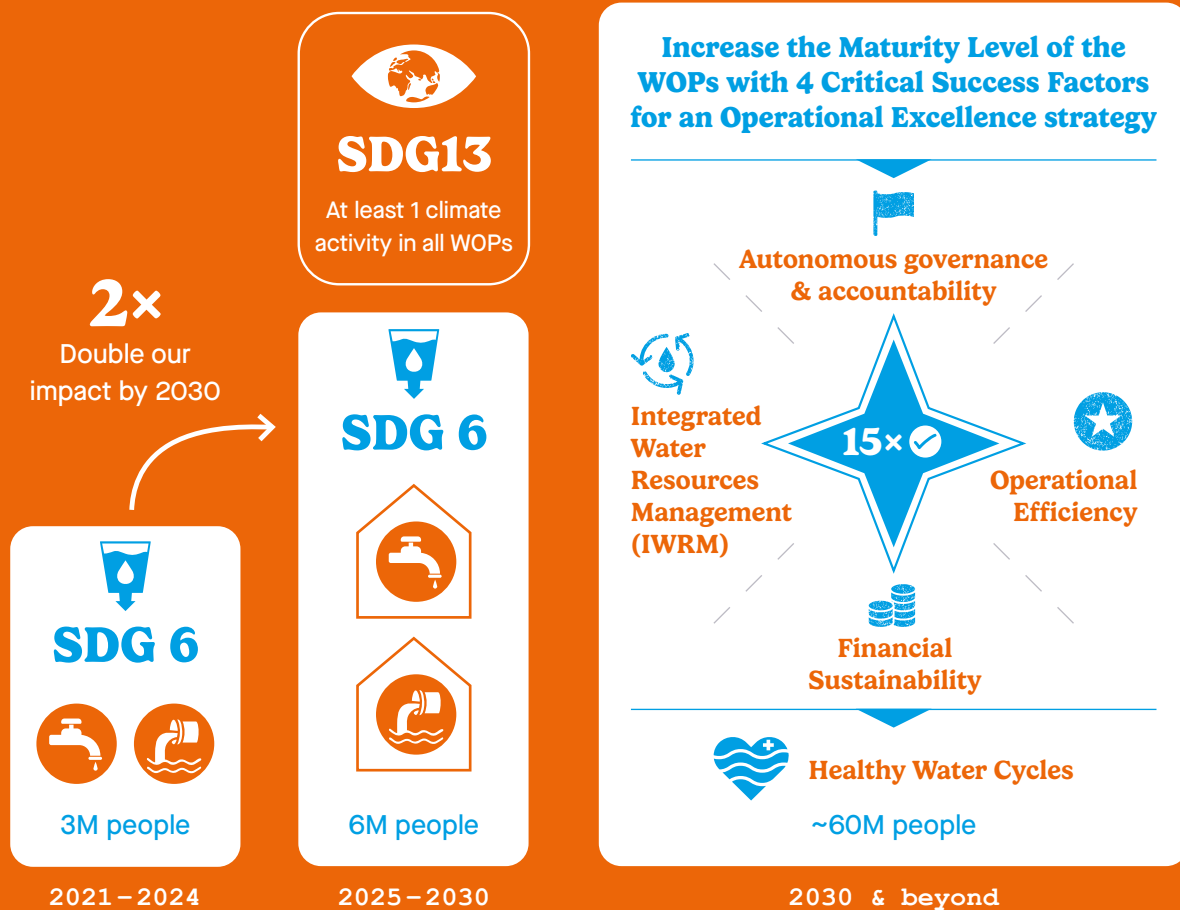 2×
Double our
impact by 2030
SDG 6
3M people
2021–2024
SDG13
At least 1 climate
activity in all WOPs
SDG 6
6M people
2025–2030
Increase the Maturity Level of the
WOPs with 4 Critical Success Factors
for an Operational Excellence strategy
Autonomous governance
& accountability
Integrated
Water
Resources
Management
(IWRM)
15×
Operational
Efficiency
Financial
Sustainability
Healthy Water Cycles
~60M people
2030 & beyond